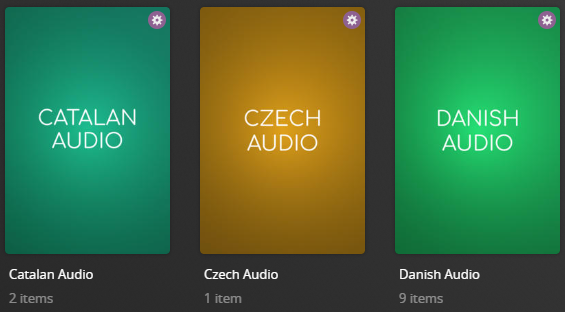 CATALAN
AUDIO
CZECH
AUDIO
DANISH
AUDIO
Catalan Audio
2 items
Czech Audio
1 item
Danish Audio
9 items